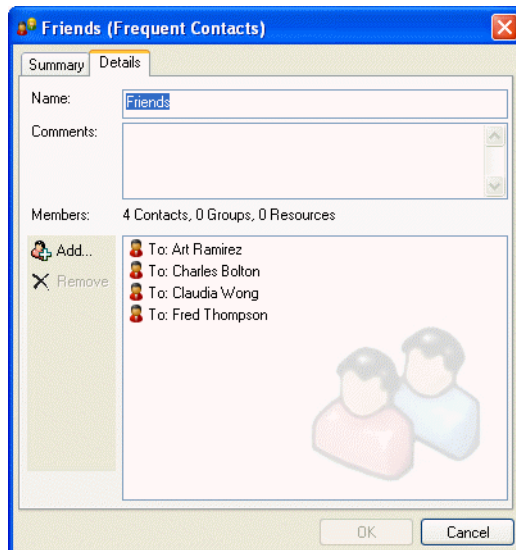 Friends (Frequent Contacts)
Summary Details
Name: Friends
Comments:
Members: 4 Contacts, 0 Groups, 0 Resources
Add...
Remove
To: Art Ramirez
To: Charles Bolton
To: Claudia Wong
To: Fred Thompson
OK Cancel